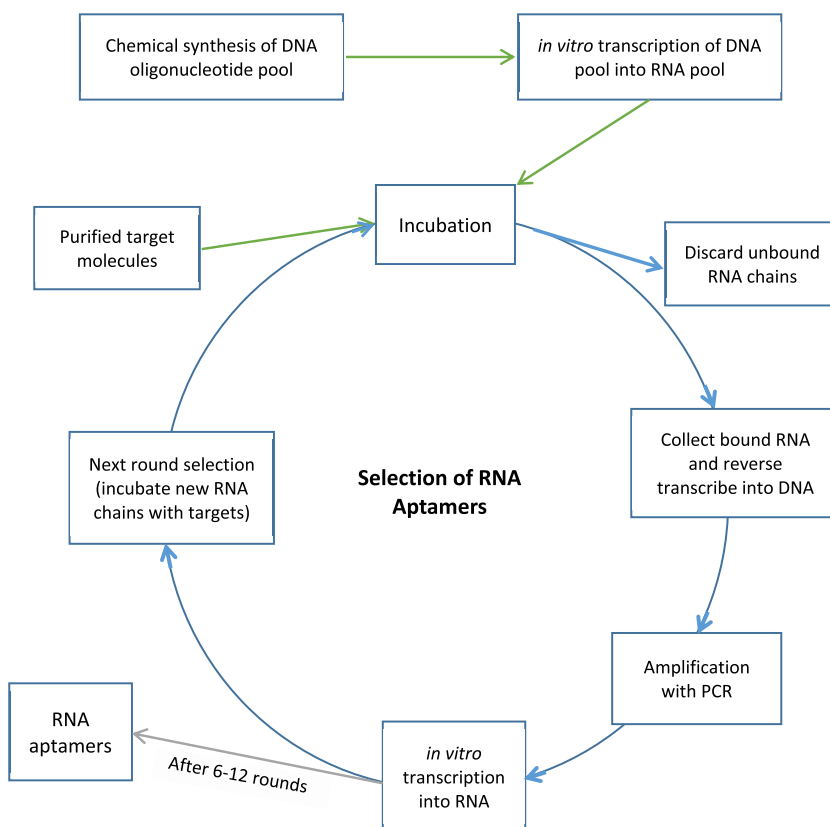 Chemical synthesis of DNA
oligonucleotide pool
in vitro transcription of DNA
pool into RNA pool
Incubation
Purified target
molecules
Discard unbound
RNA chains
Collect bound RNA
and reverse
transcribe into DNA
Next round selection
(incubate new RNA
chains with targets)
Selection of RNA
Aptamers
Amplification
with PCR
in vitro
transcription
into RNA
RNA
aptamers
After 6-12 rounds